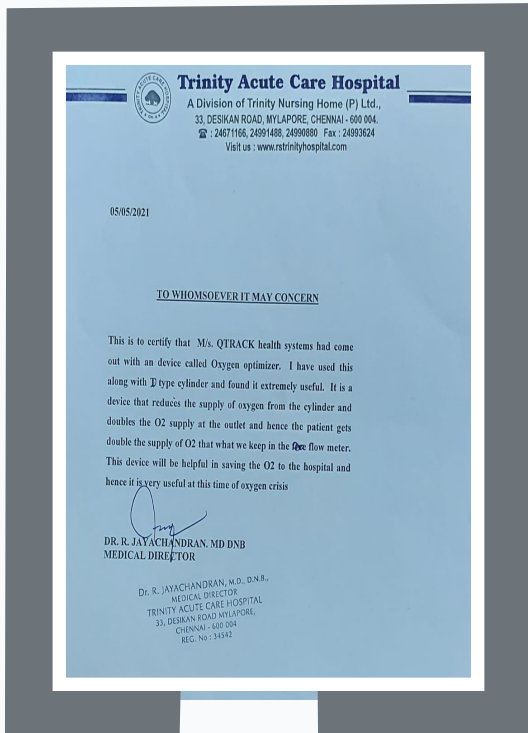 TRINITY ACUTE CARE HOSPITAL
Trinity Acute Care Hospital
A Division of Trinity Nursing Home (P) Ltd.,
33, DESIKAN ROAD, MYLAPORE, CHENNAI - 600 004.
☎ : 24671166, 24991488, 24990880 Fax : 24993624
Visit us : www.rstrinityhospital.com
05/05/2021
TO WHOMSOEVER IT MAY CONCERN
This is to certify that M/s. QTRACK health systems had come
out with an device called Oxygen optimizer. I have used this
along with D type cylinder and found it extremely useful. It is a
device that reduces the supply of oxygen from the cylinder and
doubles the O2 supply at the outlet and hence the patient gets
double the supply of O2 that what we keep in the flow meter.
This device will be helpful in saving the O2 to the hospital and
hence it is very useful at this time of oxygen crisis
DR. R. JAYACHANDRAN. MD DNB
MEDICAL DIRECTOR
Dr. R. JAYACHANDRAN, M.D., D.N.B.,
MEDICAL DIRECTOR
TRINITY ACUTE CARE HOSPITAL
33, DESIKAN ROAD MYLAPORE,
CHENNAI - 600 004
REG. No : 34542